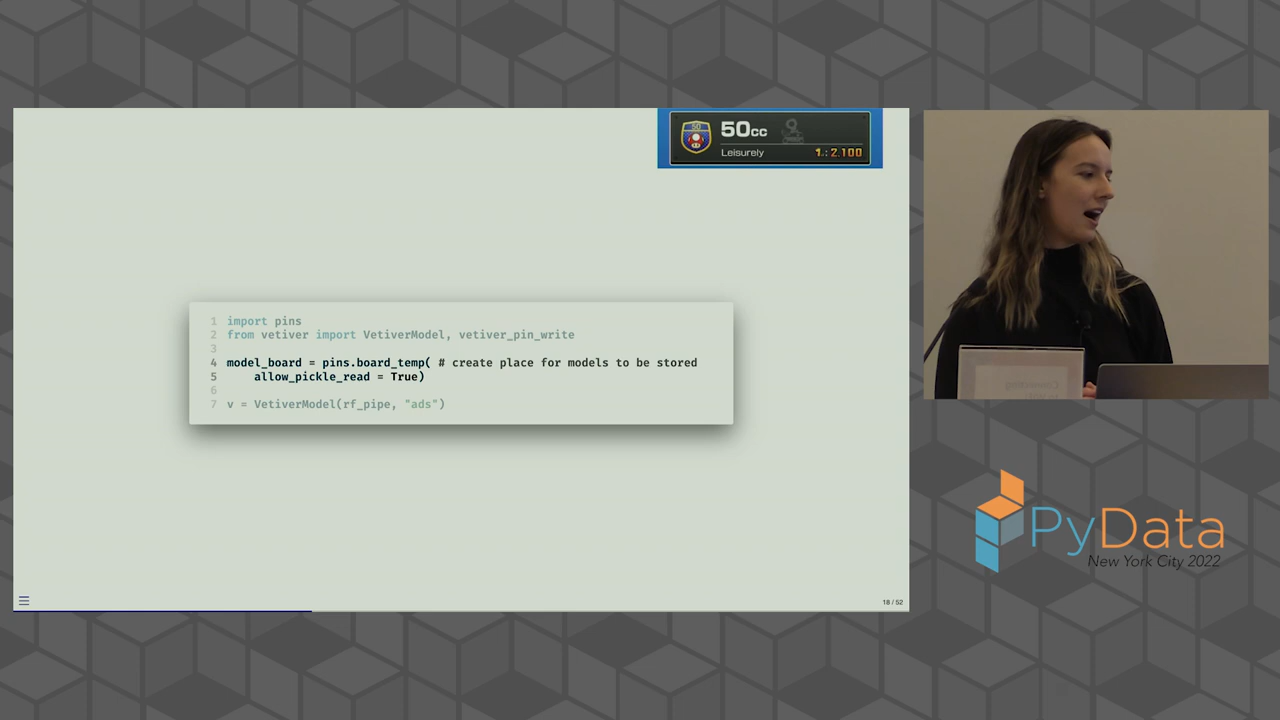 50cc
Leisurely
1.: 2.100
1 import pins
2 from vetiver import VetiverModel, vetiver_pin_write
3
4 model_board = pins.board_temp( # create place for models to be stored
5     allow_pickle_read = True)
6
7 v = VetiverModel(rf_pipe, "ads")
18 / 52
PyData
New York City 2022